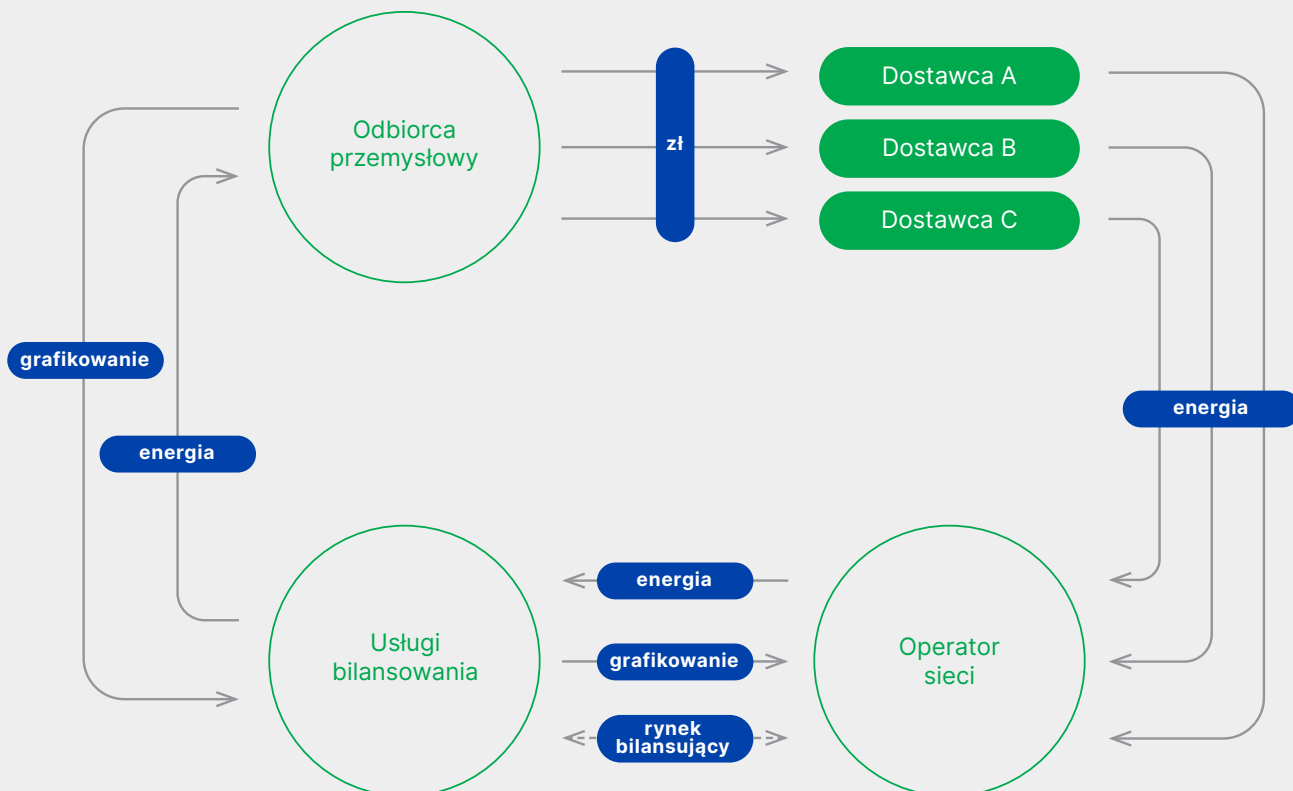 Odbiorca
przemysłowy
zł
Dostawca A
Dostawca B
Dostawca C
grafikowanie
energia
energia
Usługi
bilansowania
energia
grafikowanie
rynek
bilansujący
Operator
sieci